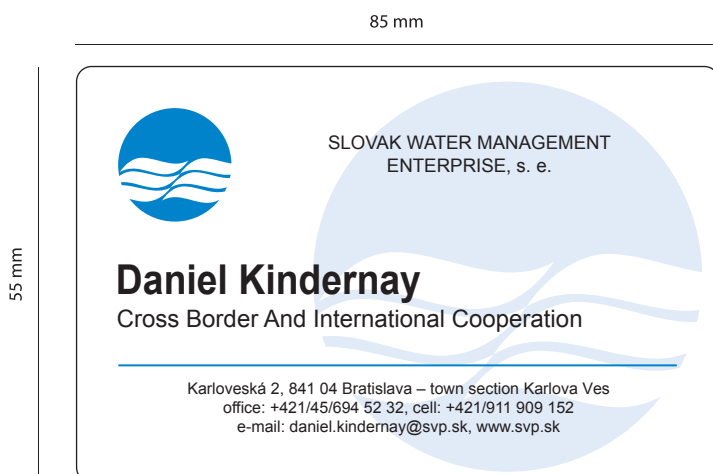 85 mm
55 mm
SLOVAK WATER MANAGEMENT
ENTERPRISE, s. e.
Daniel Kindernay
Cross Border And International Cooperation
Karloveská 2, 841 04 Bratislava – town section Karlova Ves
office: +421/45/694 52 32, cell: +421/911 909 152
e-mail: daniel.kindernay@svp.sk, www.svp.sk